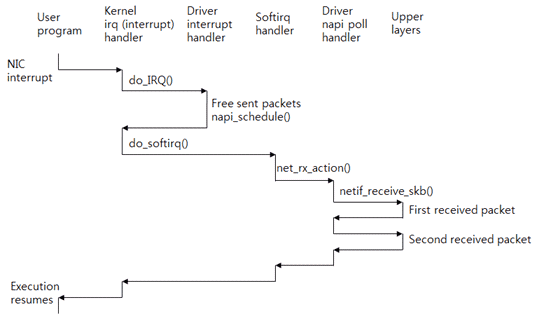 User
program
Kernel
irq (interrupt)
handler
Driver
interrupt
handler
Softirq
handler
Driver
napi poll
handler
Upper
layers
NIC
interrupt
do_IRQ()
Free sent packets
napi_schedule()
do_softirq()
net_rx_action()
netif_receive_skb()
First received packet
Second received packet
Execution
resumes